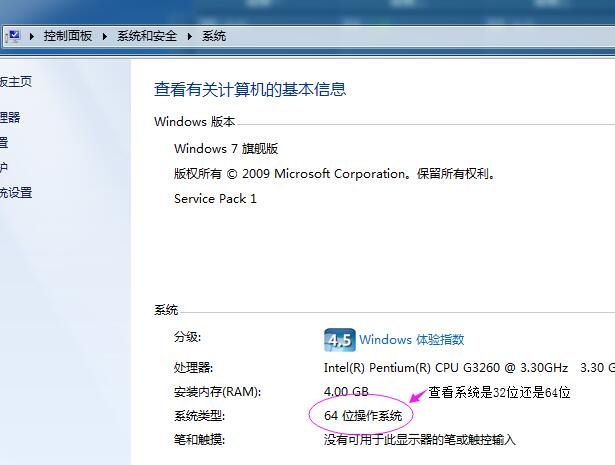 控制面板 ▸ 系统和安全 ▸ 系统
板主页
理器
置
护
统设置
查看有关计算机的基本信息
Windows 版本
Windows 7 旗舰版
版权所有 © 2009 Microsoft Corporation。保留所有权利。
Service Pack 1
系统
分级:
4.5 Windows 体验指数
处理器: Intel(R) Pentium(R) CPU G3260 @ 3.30GHz 3.30 G
安装内存(RAM): 4.00 GB
查看系统是32位还是64位
系统类型: 64 位操作系统
笔和触摸: 没有可用于此显示器的笔或触控输入